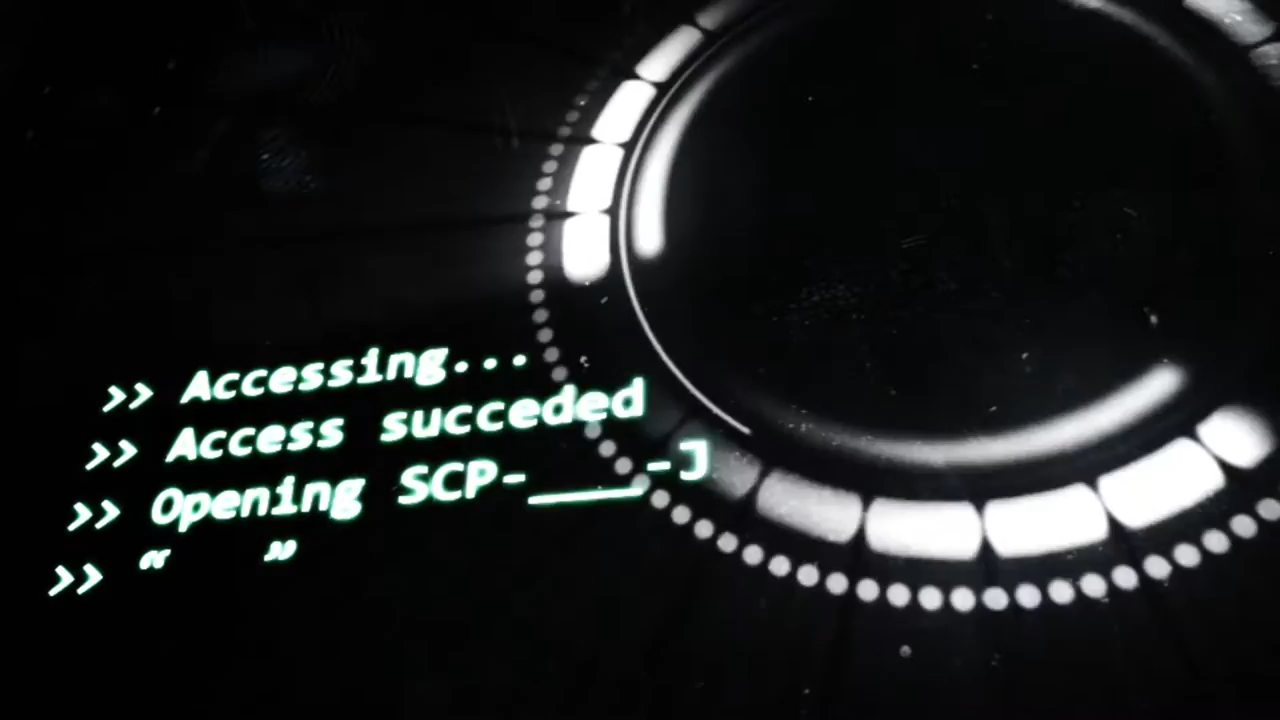 >> Accessing...
>> Access succeded
>> Opening SCP-____-J
>> “ ”